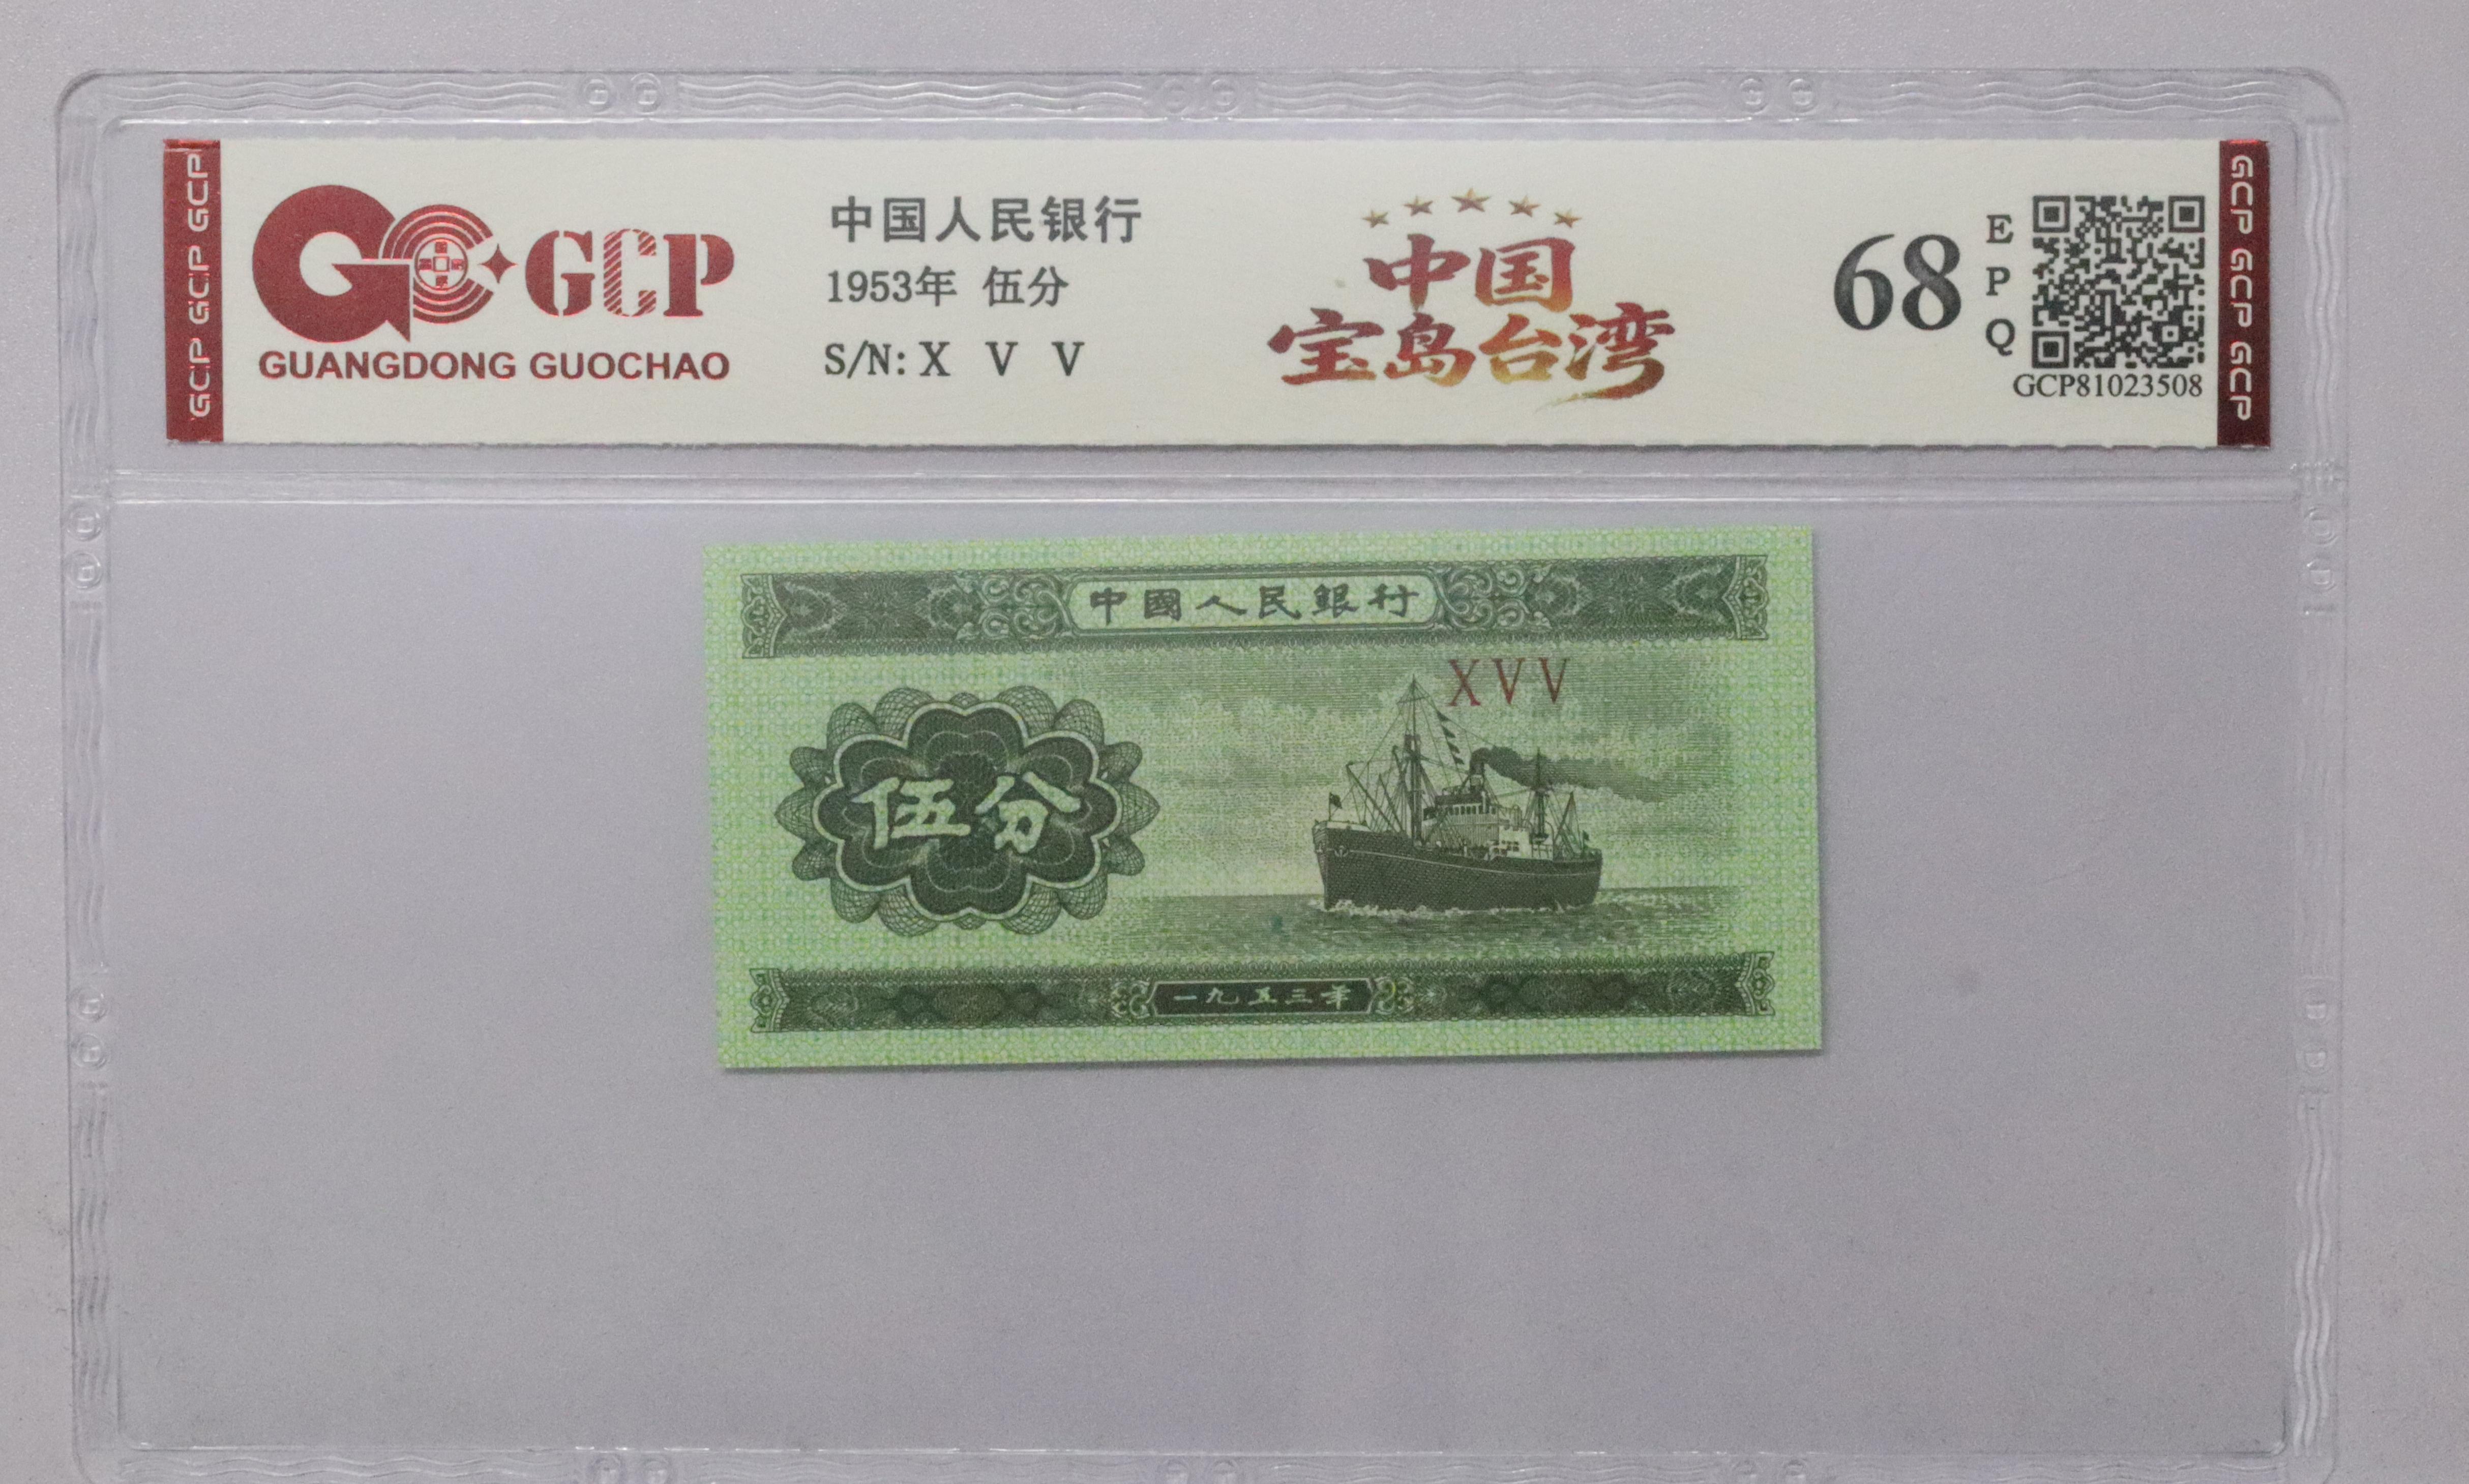 GCP GCP GCP
GCP
GUANGDONG GUOCHAO
中国人民银行
1953年 伍分
S/N: X V V
中国
宝岛台湾
68
EPQ
GCP81023508
GCP GCP GCP
中國人民銀行
XVV
伍分
一九五三年